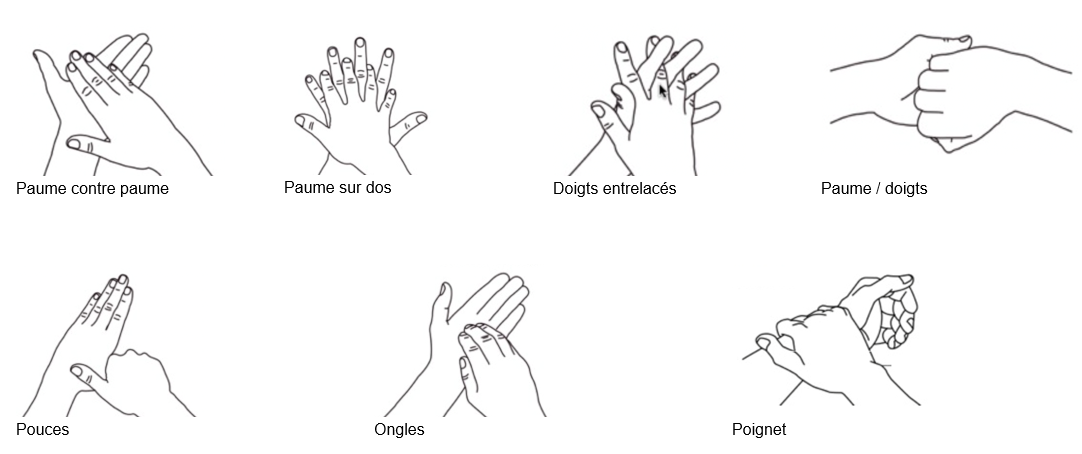 Paume contre paume
Paume sur dos
Doigts entrelacés
Paume / doigts
Pouces
Ongles
Poignet